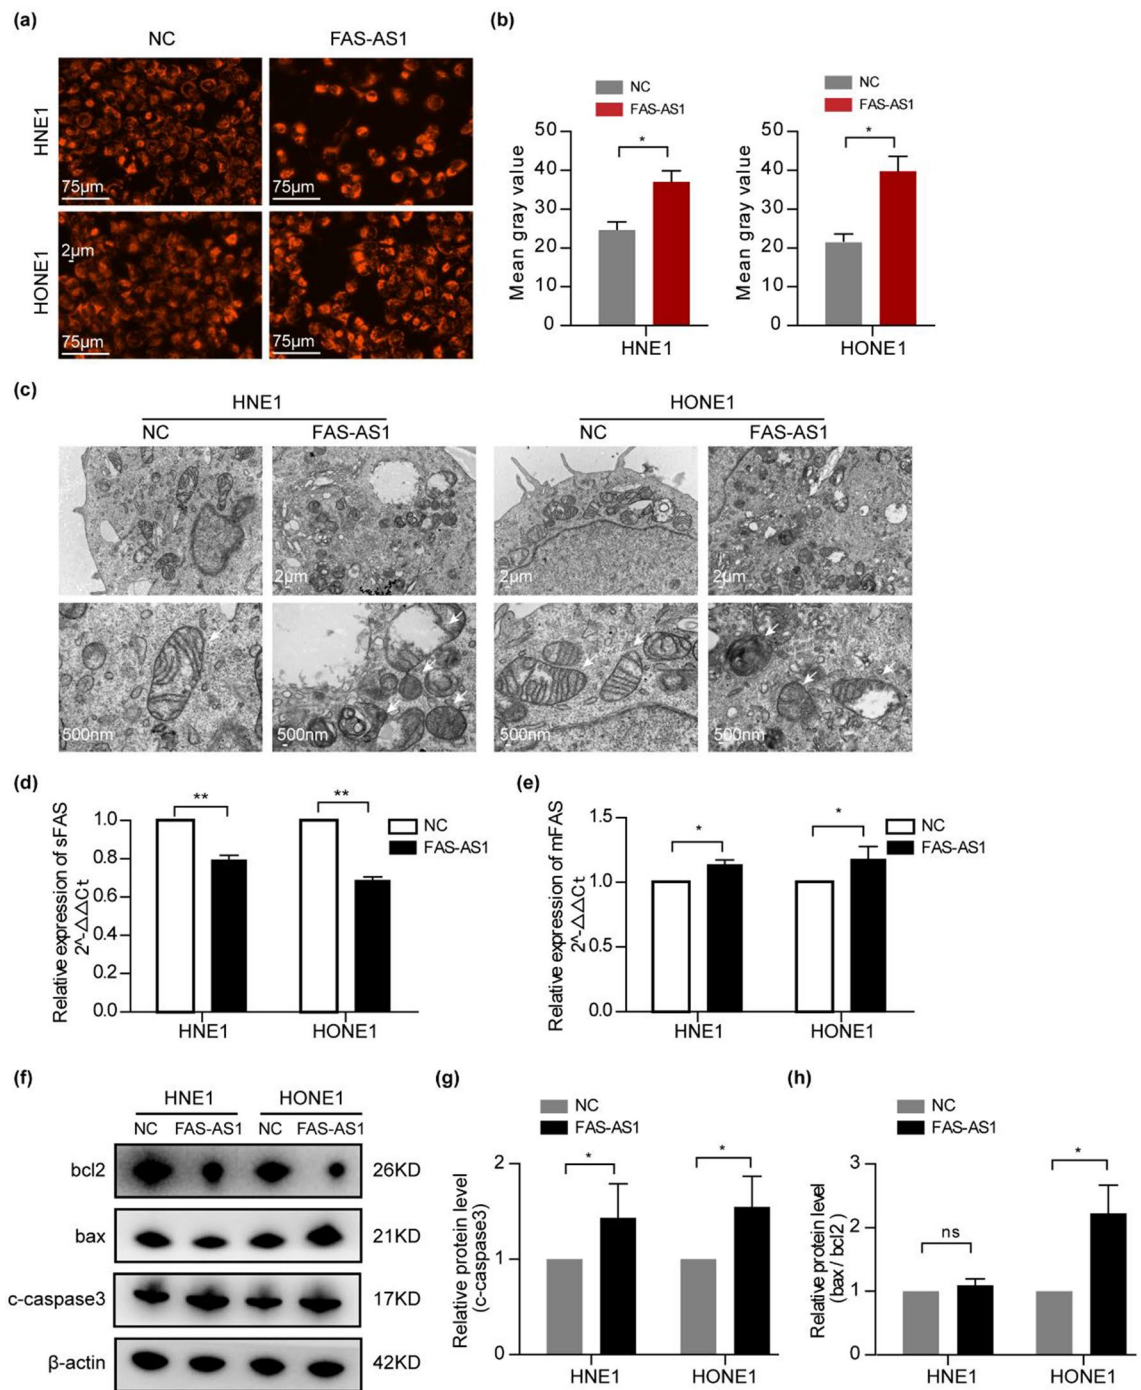 (a)
NC
FAS-AS1
HNE1
75μm
75μm
HONE1
2μm
75μm
75μm
(b)
NC
FAS-AS1
Mean gray value
50
40
30
20
10
0
*
HNE1
NC
FAS-AS1
Mean gray value
50
40
30
20
10
0
*
HONE1
(c)
HNE1
HONE1
NC
FAS-AS1
NC
FAS-AS1
2μm
2μm
2μm
2μm
500nm
500nm
500nm
500nm
(d)
Relative expression of sFAS
2^-△△Ct
1.0
0.8
0.6
0.4
0.2
0.0
**
**
NC
FAS-AS1
HNE1
HONE1
(e)
Relative expression of mFAS
2^-△△Ct
1.5
1.0
0.5
0.0
*
*
NC
FAS-AS1
HNE1
HONE1
(f)
HNE1
HONE1
NC
FAS-AS1
NC
FAS-AS1
bcl2
26KD
bax
21KD
c-caspase3
17KD
β-actin
42KD
(g)
NC
FAS-AS1
Relative protein level
(c-caspase3)
2
1
0
*
*
HNE1
HONE1
(h)
NC
FAS-AS1
Relative protein level
(bax / bcl2)
3
2
1
0
ns
*
HNE1
HONE1